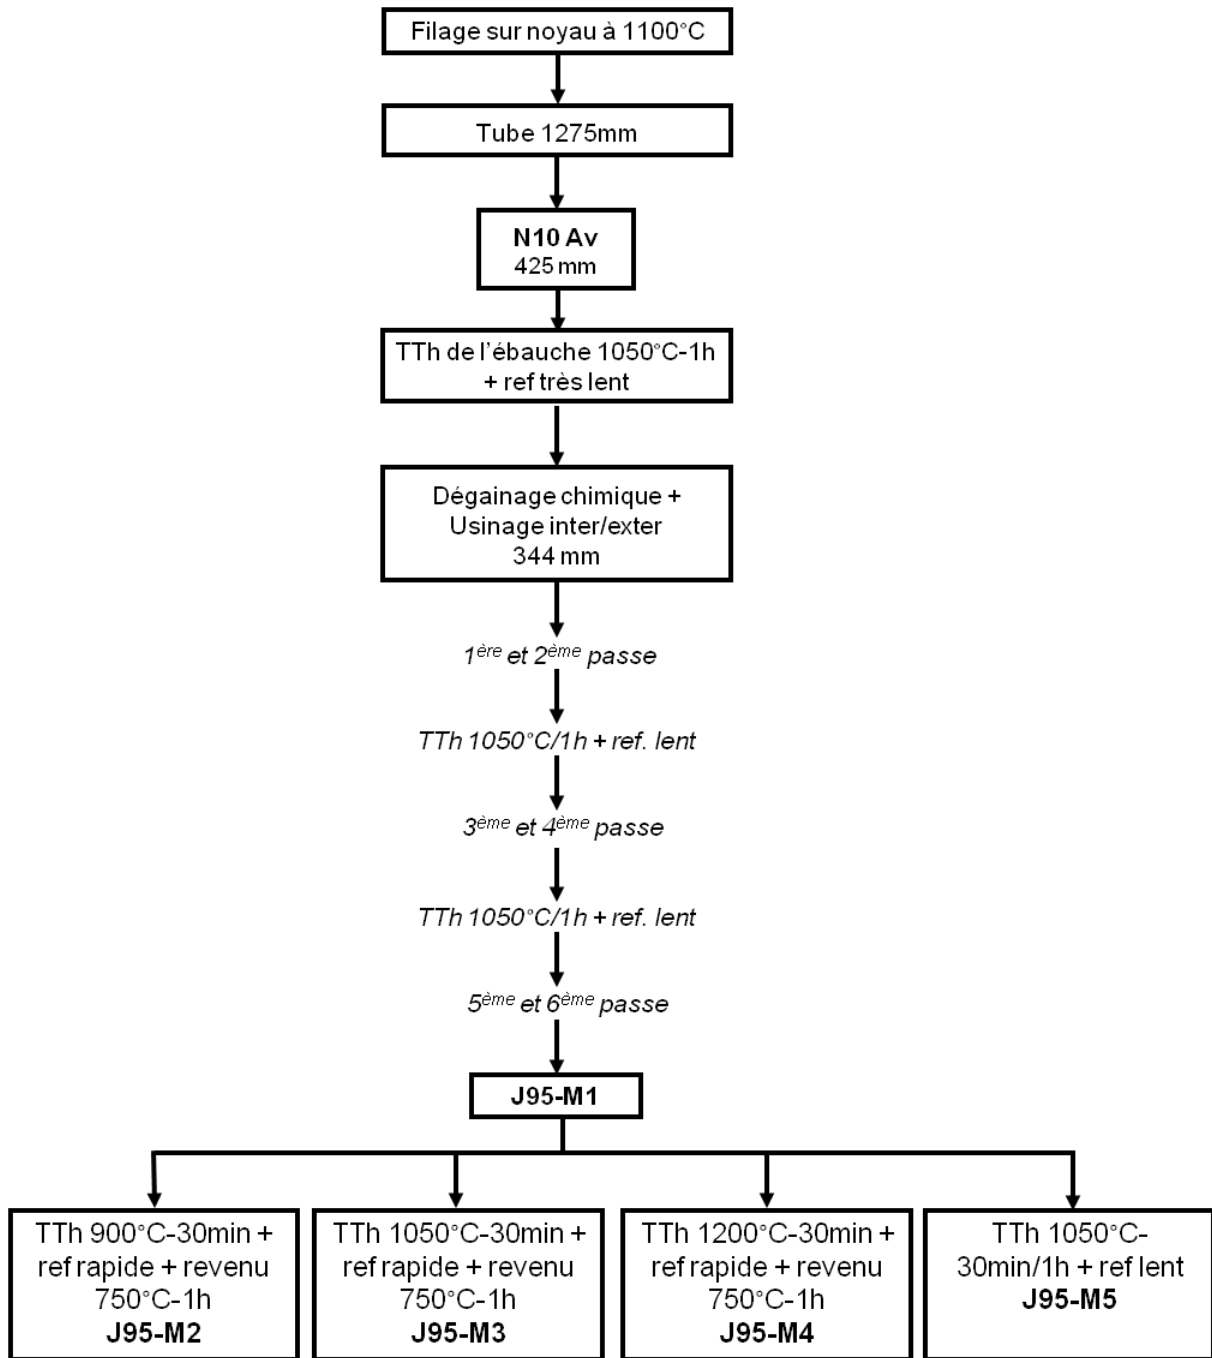 Filage sur noyau à 1100°C
Tube 1275mm
N10 Av
425 mm
TTh de l'ébauche 1050°C-1h
+ ref très lent
Dégainage chimique +
Usinage inter/exter
344 mm
1ère et 2ème passe
TTh 1050°C/1h + ref. lent
3ème et 4ème passe
TTh 1050°C/1h + ref. lent
5ème et 6ème passe
J95-M1
TTh 900°C-30min +
ref rapide + revenu
750°C-1h
J95-M2
TTh 1050°C-30min +
ref rapide + revenu
750°C-1h
J95-M3
TTh 1200°C-30min +
ref rapide + revenu
750°C-1h
J95-M4
TTh 1050°C-
30min/1h + ref lent
J95-M5